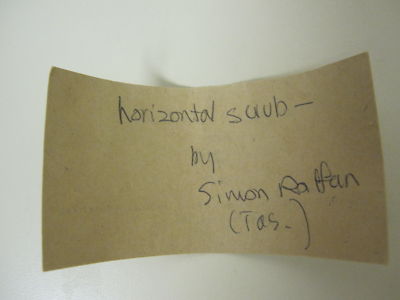 horizontal scrub -
by
Simon Rattan
(Tas.)